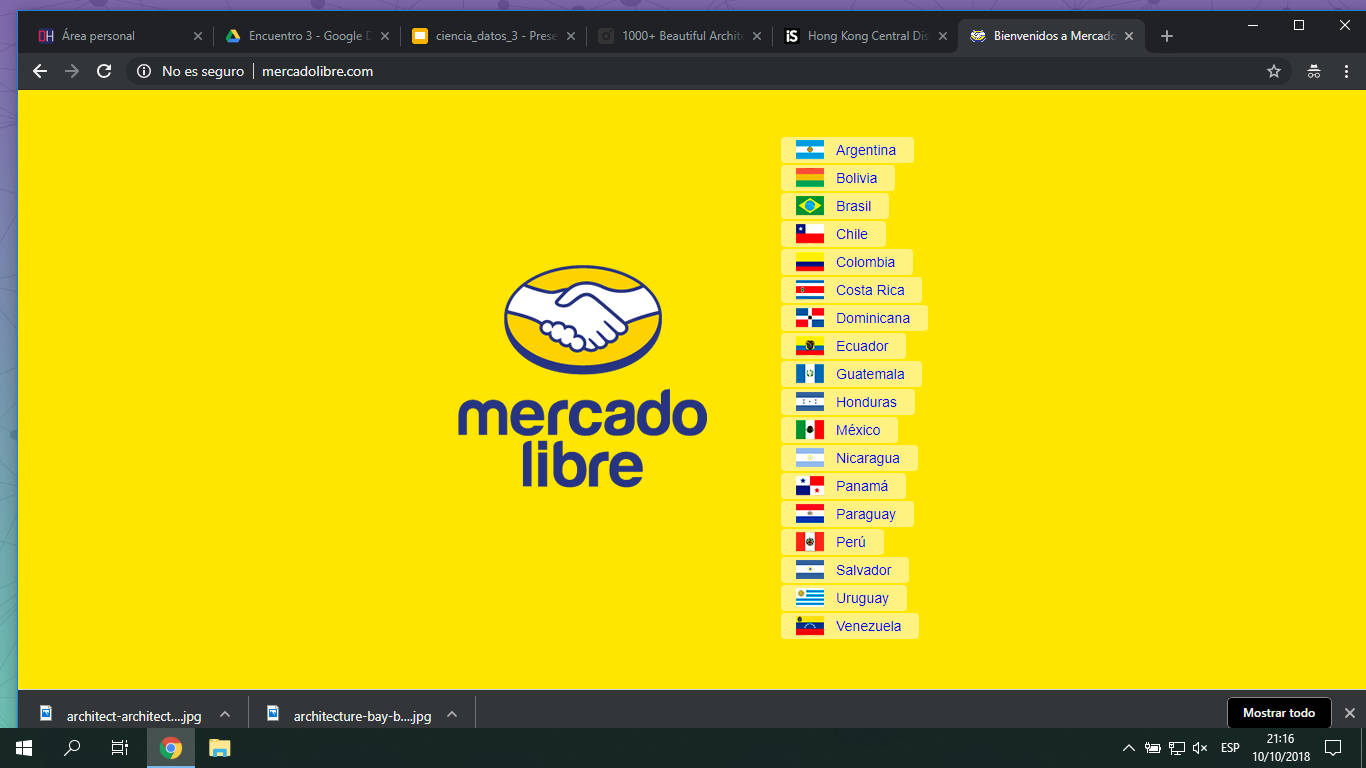 Área personal
Encuentro 3 - Google D
ciencia_datos_3 - Prese
1000+ Beautiful Archite
Hong Kong Central Dis
Bienvenidos a Mercado
No es seguro
mercadolibre.com
Argentina
Bolivia
Brasil
Chile
Colombia
Costa Rica
Dominicana
Ecuador
Guatemala
Honduras
México
Nicaragua
Panamá
Paraguay
Perú
Salvador
Uruguay
Venezuela
mercado
libre
architect-architect....jpg
architecture-bay-b....jpg
Mostrar todo
ESP
21:16
10/10/2018